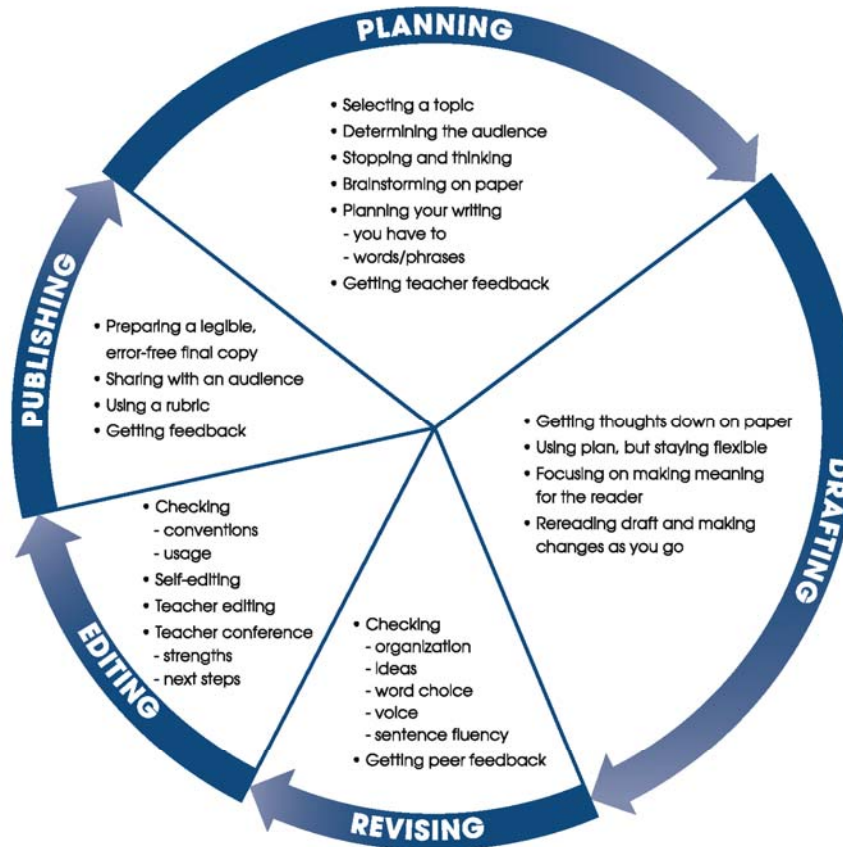 PLANNING
• Selecting a topic
• Determining the audience
• Stopping and thinking
• Brainstorming on paper
• Planning your writing
- you have to
- words/phrases
• Getting teacher feedback
DRAFTING
• Getting thoughts down on paper
• Using plan, but staying flexible
• Focusing on making meaning
for the reader
• Rereading draft and making
changes as you go
REVISING
• Checking
- organization
- ideas
- word choice
- voice
- sentence fluency
• Getting peer feedback
EDITING
• Checking
- conventions
- usage
• Self-editing
• Teacher editing
• Teacher conference
- strengths
- next steps
PUBLISHING
• Preparing a legible,
error-free final copy
• Sharing with an audience
• Using a rubric
• Getting feedback